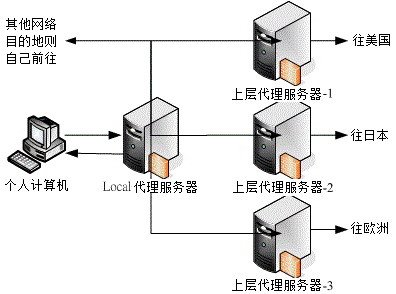 其他网络
目的地则
自己前往
往美国
上层代理服务器-1
往日本
个人计算机
Local 代理服务器
上层代理服务器-2
往欧洲
上层代理服务器-3